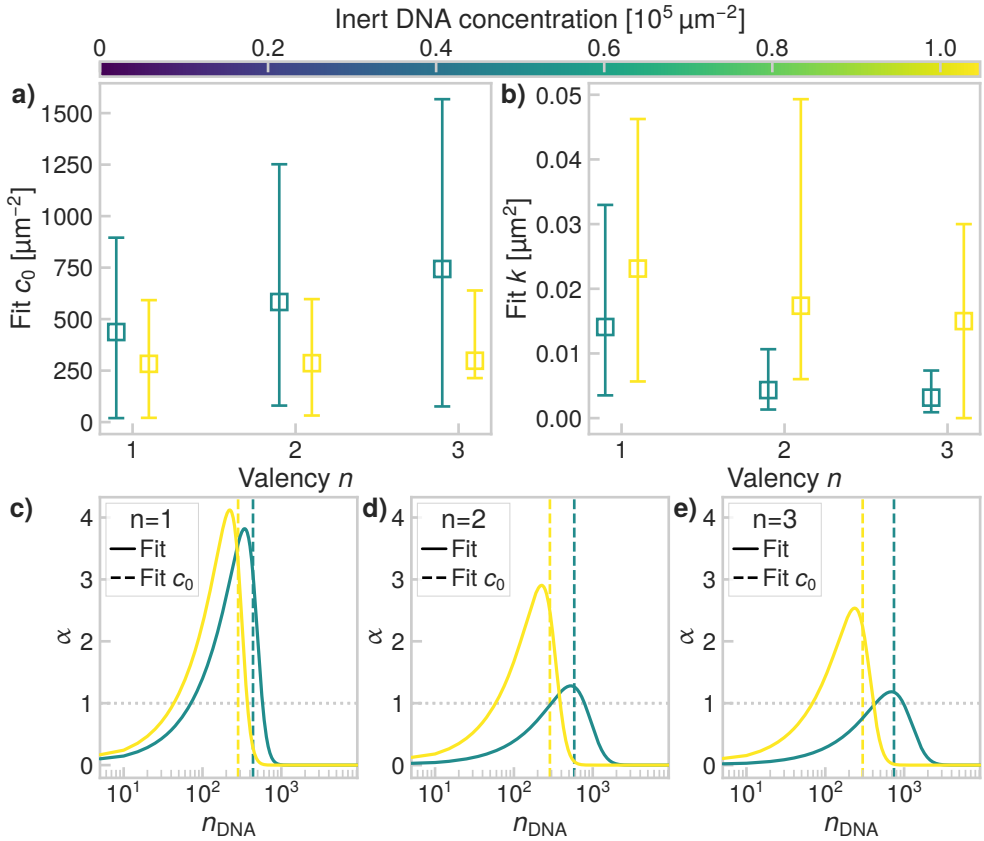 Inert DNA concentration [10⁵ µm⁻²]
0 0.2 0.4 0.6 0.8 1.0
a)
Fit c₀ [µm⁻²]
1500
1250
1000
750
500
250
0
1 2 3
Valency n
b)
Fit k [µm²]
0.05
0.04
0.03
0.02
0.01
0.00
1 2 3
Valency n
c)
n=1
Fit
Fit c₀
α
4
3
2
1
0
10¹ 10² 10³
n_DNA
d)
n=2
Fit
Fit c₀
10¹ 10² 10³
n_DNA
e)
n=3
Fit
Fit c₀
α
4
3
2
1
0
10¹ 10² 10³
n_DNA
α
4
3
2
1
0